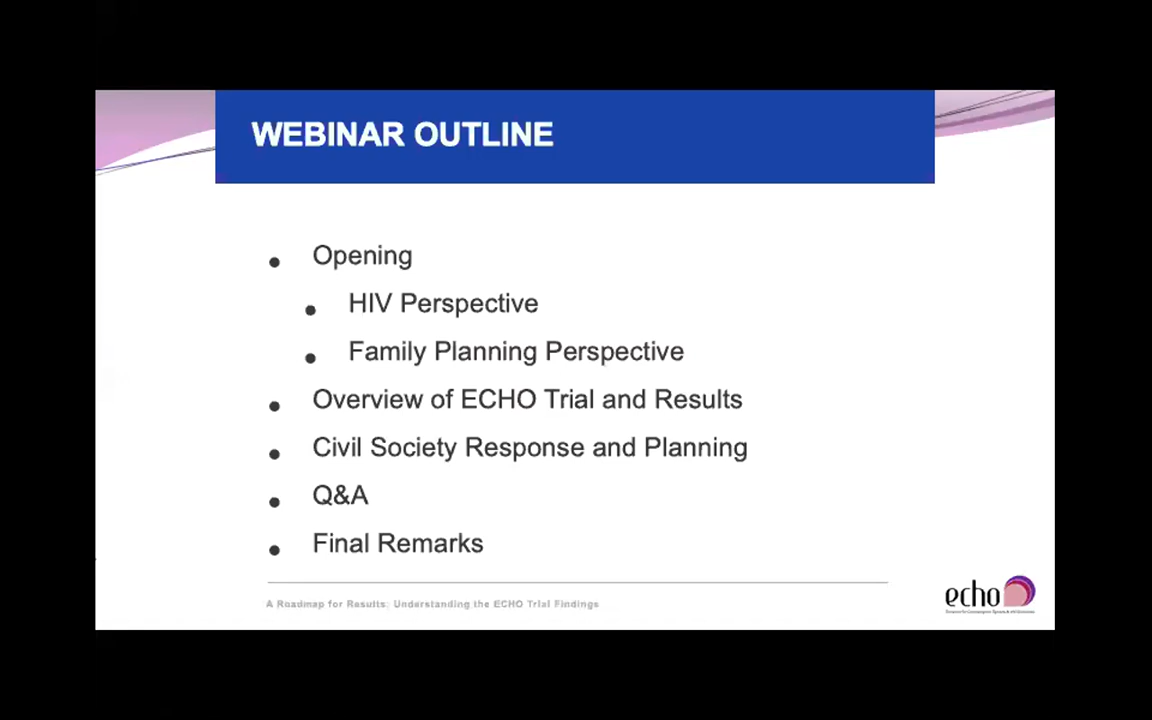 WEBINAR OUTLINE
• Opening
• HIV Perspective
• Family Planning Perspective
• Overview of ECHO Trial and Results
• Civil Society Response and Planning
• Q&A
• Final Remarks
A Roadmap for Results: Understanding the ECHO Trial Findings
echo